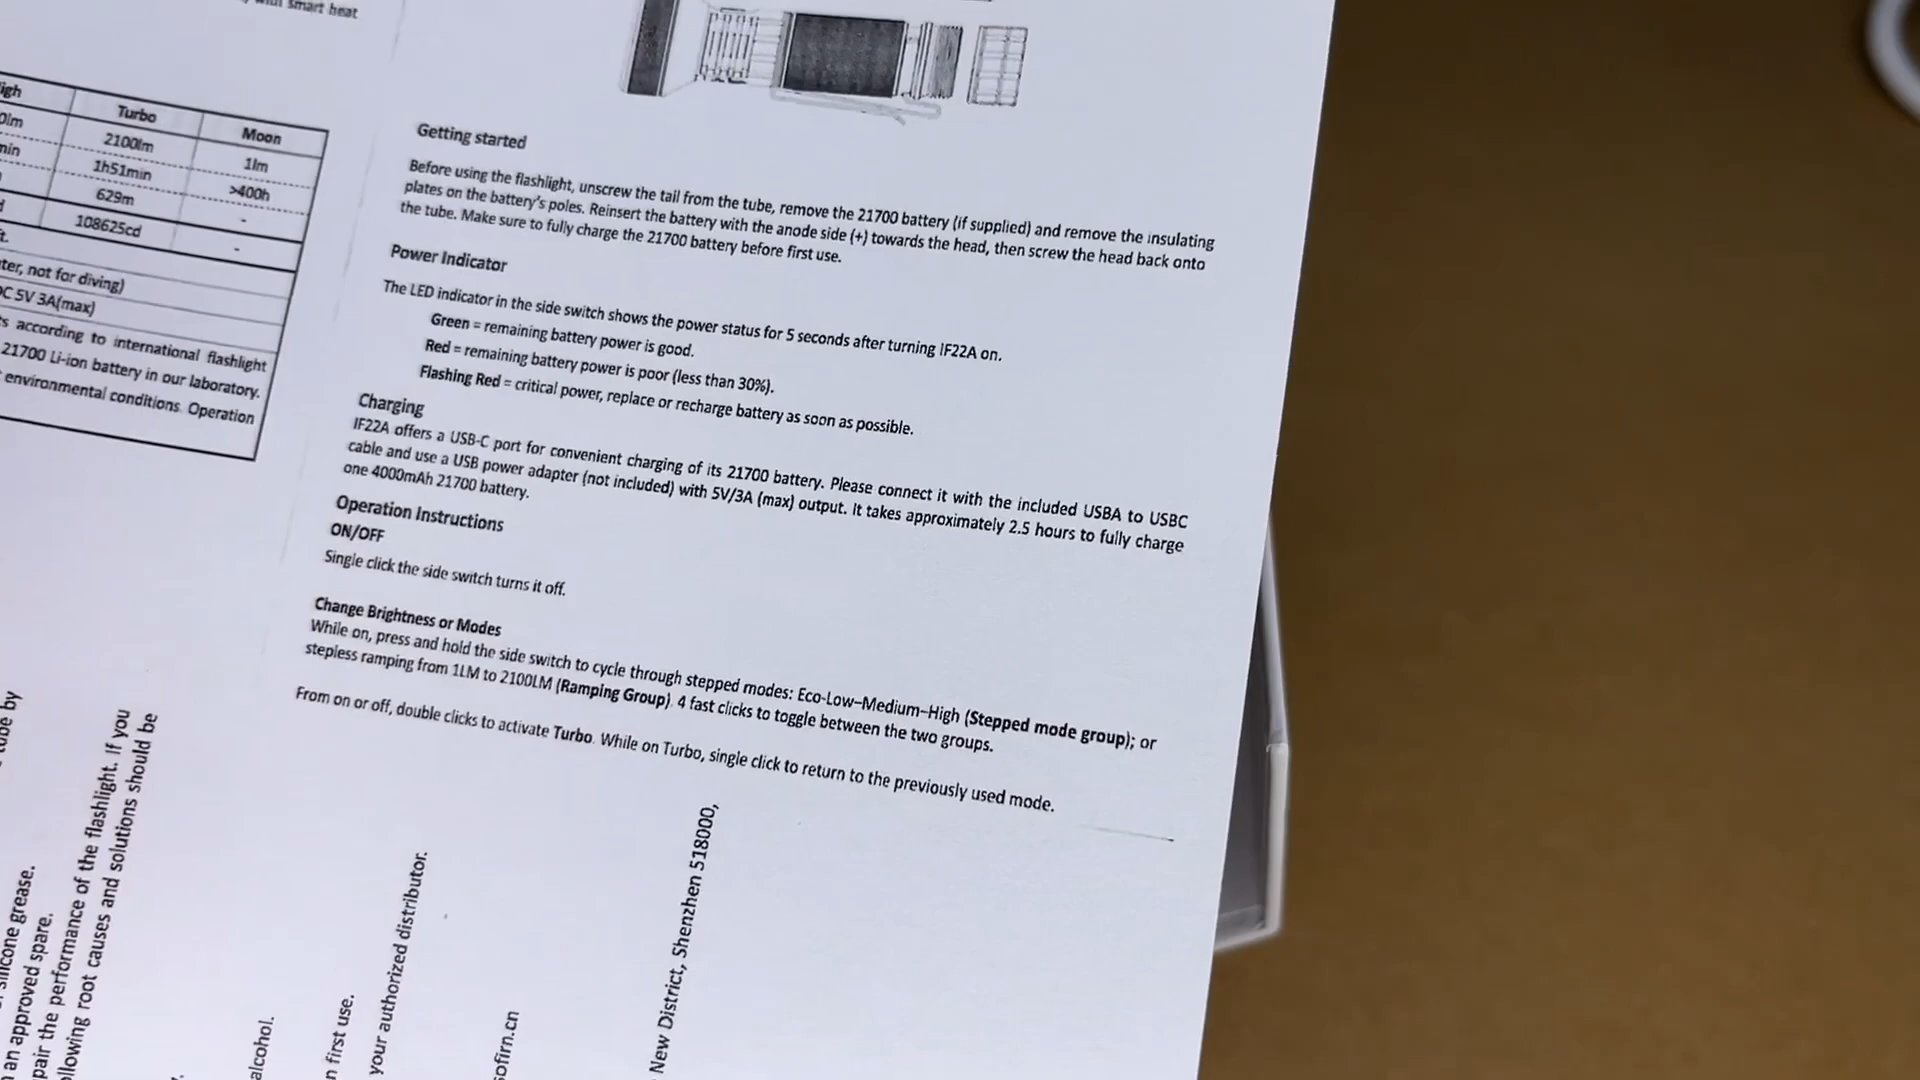 smart heat
Turbo Moon
2100lm 1lm
1h51min >400h
629m -
108625cd -
not for diving)
5V 3A(max)
according to international flashlight
21700 Li-ion battery in our laboratory.
environmental conditions. Operation
Getting started
Before using the flashlight, unscrew the tail from the tube, remove the 21700 battery (if supplied) and remove the insulating
plates on the battery's poles. Reinsert the battery with the anode side (+) towards the head, then screw the head back onto
the tube. Make sure to fully charge the 21700 battery before first use.
Power Indicator
The LED indicator in the side switch shows the power status for 5 seconds after turning IF22A on.
Green = remaining battery power is good.
Red = remaining battery power is poor (less than 30%).
Flashing Red = critical power, replace or recharge battery as soon as possible.
Charging
IF22A offers a USB-C port for convenient charging of its 21700 battery. Please connect it with the included USBA to USBC
cable and use a USB power adapter (not included) with 5V/3A (max) output. It takes approximately 2.5 hours to fully charge
one 4000mAh 21700 battery.
Operation Instructions
ON/OFF
Single click the side switch turns it off.
Change Brightness or Modes
While on, press and hold the side switch to cycle through stepped modes: Eco-Low–Medium–High (Stepped mode group); or
stepless ramping from 1LM to 2100LM (Ramping Group). 4 fast clicks to toggle between the two groups.
From on or off, double clicks to activate Turbo. While on Turbo, single click to return to the previously used mode.
tube by
silicone grease.
an approved spare.
the performance of the flashlight. If you
root causes and solutions should be
alcohol.
first use.
your authorized distributor.
sofirn.cn
New District, Shenzhen 518000,